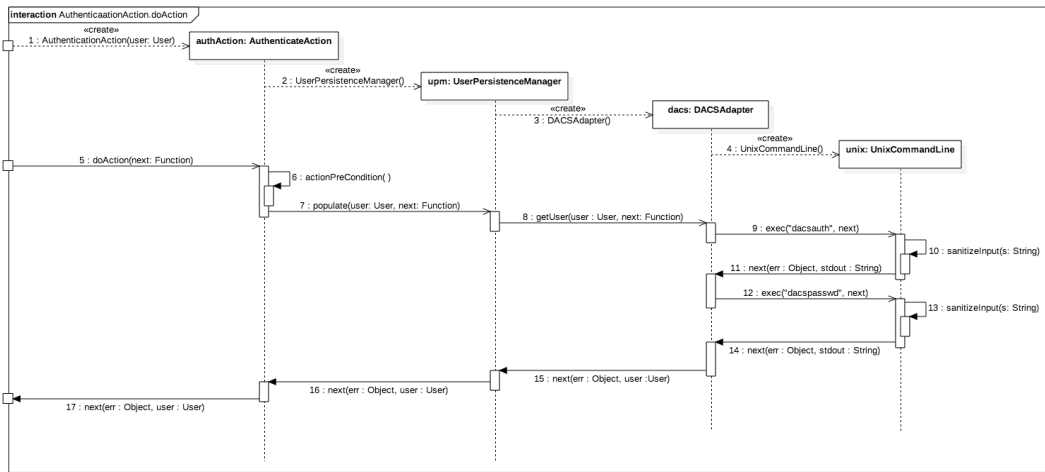 interaction AuthenticaationAction.doAction
«create»
1 : AuthenticationAction(user: User)
authAction: AuthenticateAction
«create»
2 : UserPersistenceManager()
upm: UserPersistenceManager
«create»
3 : DACSAdapter()
dacs: DACSAdapter
«create»
4 : UnixCommandLine()
unix: UnixCommandLine
5 : doAction(next: Function)
6 : actionPreCondition( )
7 : populate(user: User, next: Function)
8 : getUser(user : User, next: Function)
9 : exec("dacsauth", next)
10 : sanitizeInput(s: String)
11 : next(err : Object, stdout : String)
12 : exec("dacspasswd", next)
13 : sanitizeInput(s: String)
14 : next(err : Object, stdout : String)
15 : next(err : Object, user :User)
16 : next(err : Object, user : User)
17 : next(err : Object, user : User)